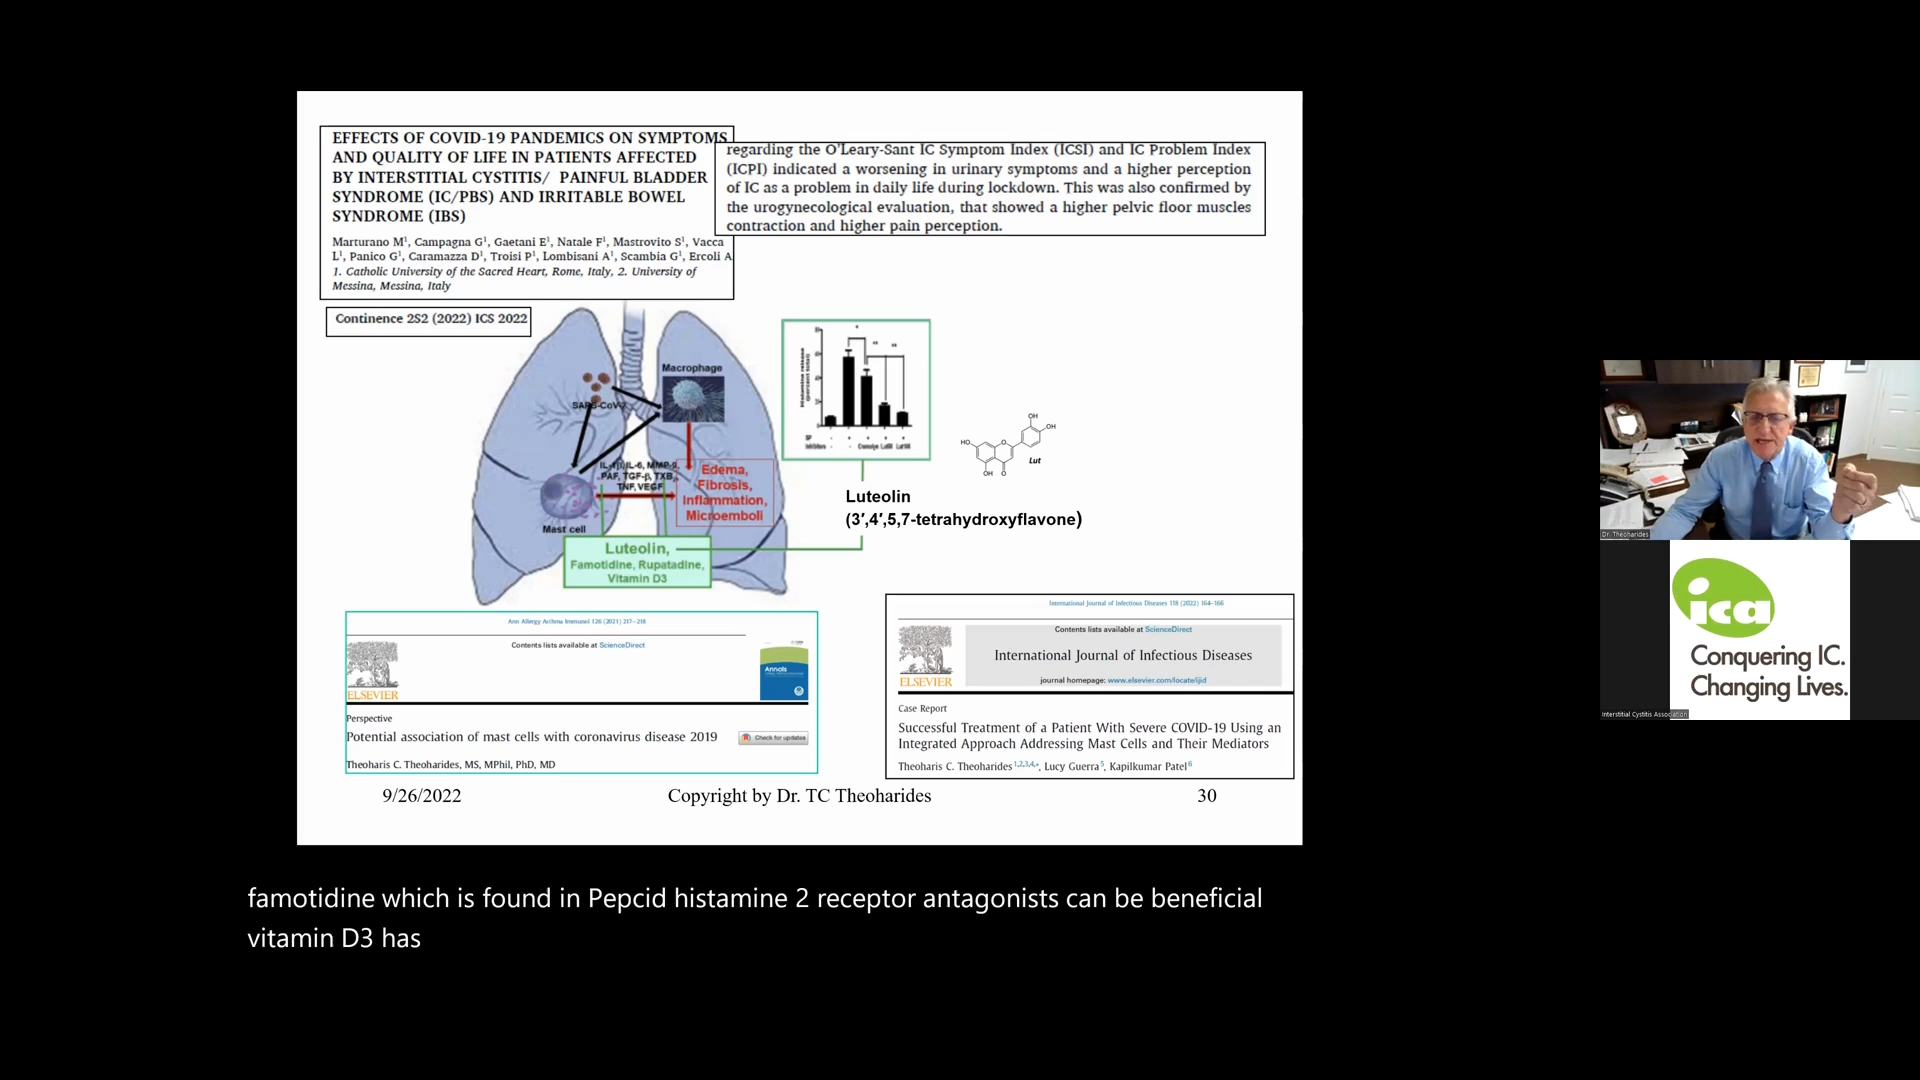 EFFECTS OF COVID-19 PANDEMICS ON SYMPTOMS
AND QUALITY OF LIFE IN PATIENTS AFFECTED
BY INTERSTITIAL CYSTITIS/ PAINFUL BLADDER
SYNDROME (IC/PBS) AND IRRITABLE BOWEL
SYNDROME (IBS)
Marturano M¹, Campagna G¹, Gaetani E¹, Natale F¹, Mastrovito S¹, Vacca
L¹, Panico G¹, Caramazza D¹, Troisi P¹, Lombisani A¹, Scambia G¹, Ercoli A
1. Catholic University of the Sacred Heart, Rome, Italy, 2. University of
Messina, Messina, Italy
regarding the O'Leary-Sant IC Symptom Index (ICSI) and IC Problem Index
(ICPI) indicated a worsening in urinary symptoms and a higher perception
of IC as a problem in daily life during lockdown. This was also confirmed by
the urogynecological evaluation, that showed a higher pelvic floor muscles
contraction and higher pain perception.
Continence 2S2 (2022) ICS 2022
Macrophage
SARS-CoV-2
IL-1β, IL-6, MMP-9,
PAF, TGF-β, TXB,
TNF, VEGF
Edema,
Fibrosis,
Inflammation,
Microemboli
Mast cell
Luteolin,
Famotidine, Rupatadine,
Vitamin D3
OH
OH
HO
O
OH
O
Lut
Luteolin
(3′,4′,5,7-tetrahydroxyflavone)
Ann Allergy Asthma Immunol 126 (2021) 217–218
Contents lists available at ScienceDirect
ELSEVIER
Annals
Perspective
Potential association of mast cells with coronavirus disease 2019
Check for updates
Theoharis C. Theoharides, MS, MPhil, PhD, MD
International Journal of Infectious Diseases 118 (2022) 164–166
Contents lists available at ScienceDirect
International Journal of Infectious Diseases
ELSEVIER
journal homepage: www.elsevier.com/locate/ijid
Case Report
Successful Treatment of a Patient With Severe COVID-19 Using an
Integrated Approach Addressing Mast Cells and Their Mediators
Theoharis C. Theoharides 1,2,3,4,*, Lucy Guerra 5, Kapilkumar Patel 6
9/26/2022
Copyright by Dr. TC Theoharides
30
Dr. Theoharides
ica
Conquering IC.
Changing Lives.
Interstitial Cystitis Association
famotidine which is found in Pepcid histamine 2 receptor antagonists can be beneficial
vitamin D3 has